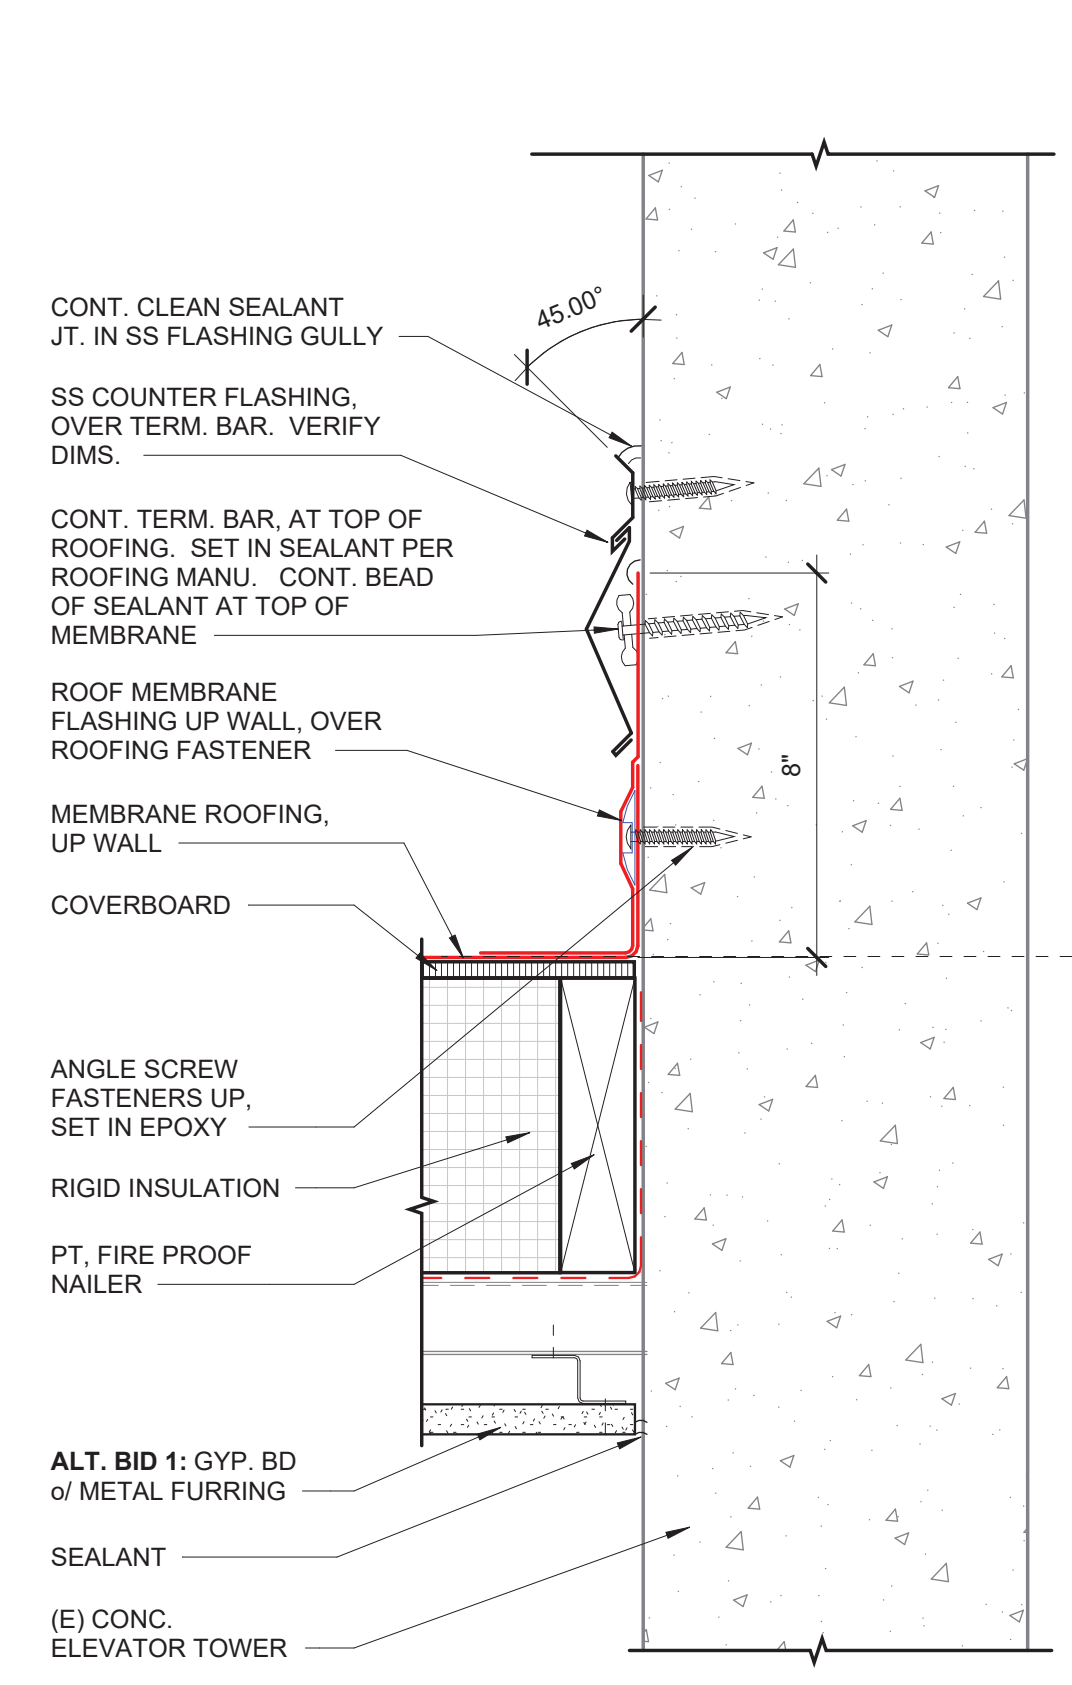 45.00°
CONT. CLEAN SEALANT
JT. IN SS FLASHING GULLY
SS COUNTER FLASHING,
OVER TERM. BAR. VERIFY
DIMS.
CONT. TERM. BAR, AT TOP OF
ROOFING. SET IN SEALANT PER
ROOFING MANU. CONT. BEAD
OF SEALANT AT TOP OF
MEMBRANE
ROOF MEMBRANE
FLASHING UP WALL, OVER
ROOFING FASTENER
8"
MEMBRANE ROOFING,
UP WALL
COVERBOARD
ANGLE SCREW
FASTENERS UP,
SET IN EPOXY
RIGID INSULATION
PT, FIRE PROOF
NAILER
ALT. BID 1: GYP. BD
o/ METAL FURRING
SEALANT
(E) CONC.
ELEVATOR TOWER